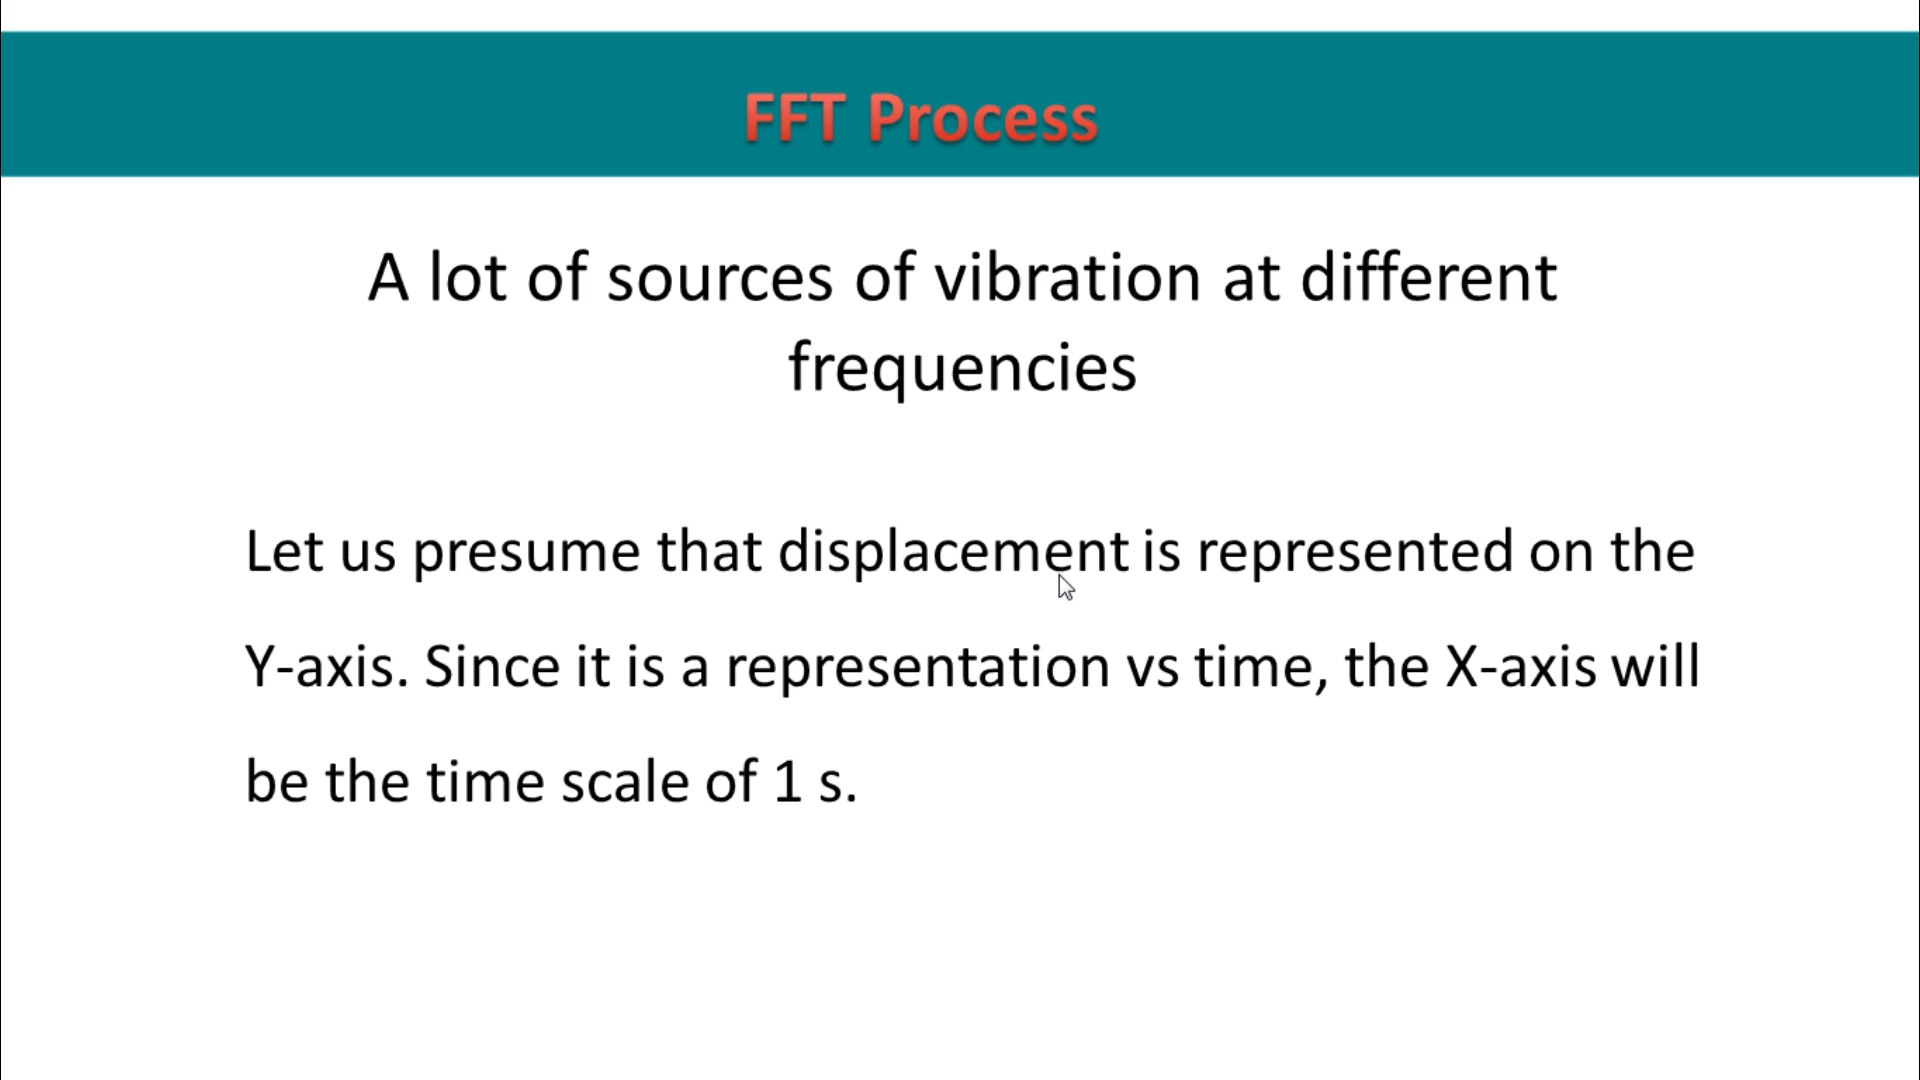 FFT Process
A lot of sources of vibration at different
frequencies
Let us presume that displacement is represented on the
Y-axis. Since it is a representation vs time, the X-axis will
be the time scale of 1 s.